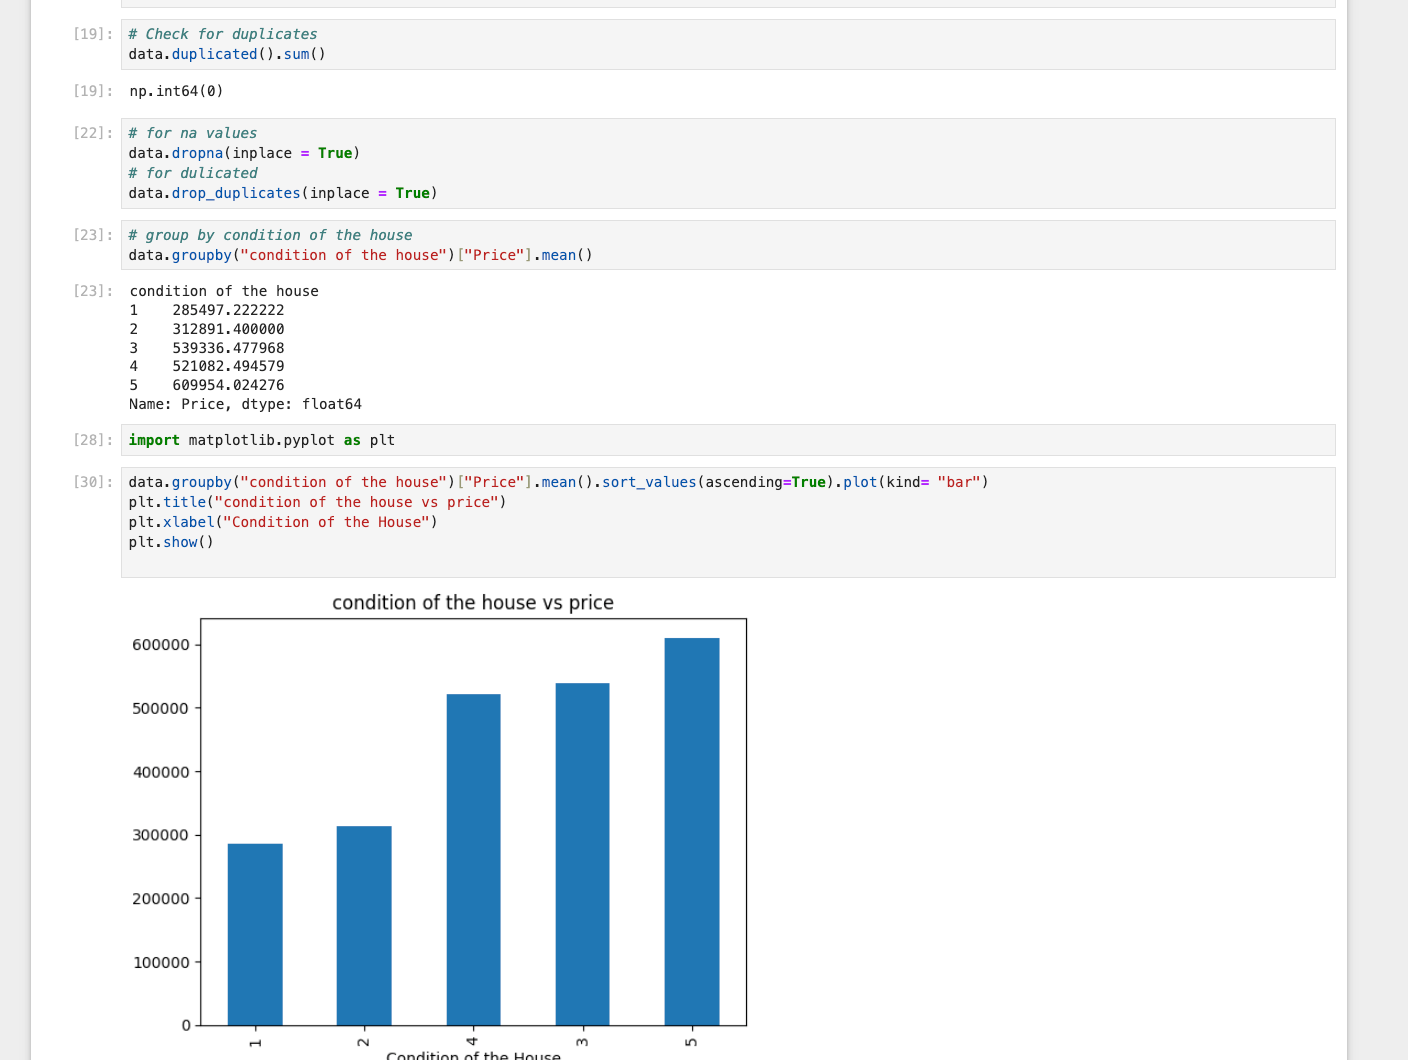 [19]: # Check for duplicates
data.duplicated().sum()
[19]: np.int64(0)
[22]: # for na values
data.dropna(inplace = True)
# for dulicated
data.drop_duplicates(inplace = True)
[23]: # group by condition of the house
data.groupby("condition of the house")["Price"].mean()
[23]: condition of the house
1    285497.222222
2    312891.400000
3    539336.477968
4    521082.494579
5    609954.024276
Name: Price, dtype: float64
[28]: import matplotlib.pyplot as plt
[30]: data.groupby("condition of the house")["Price"].mean().sort_values(ascending=True).plot(kind= "bar")
plt.title("condition of the house vs price")
plt.xlabel("Condition of the House")
plt.show()
condition of the house vs price
600000
500000
400000
300000
200000
100000
0
1 2 4 3 5
Condition of the House